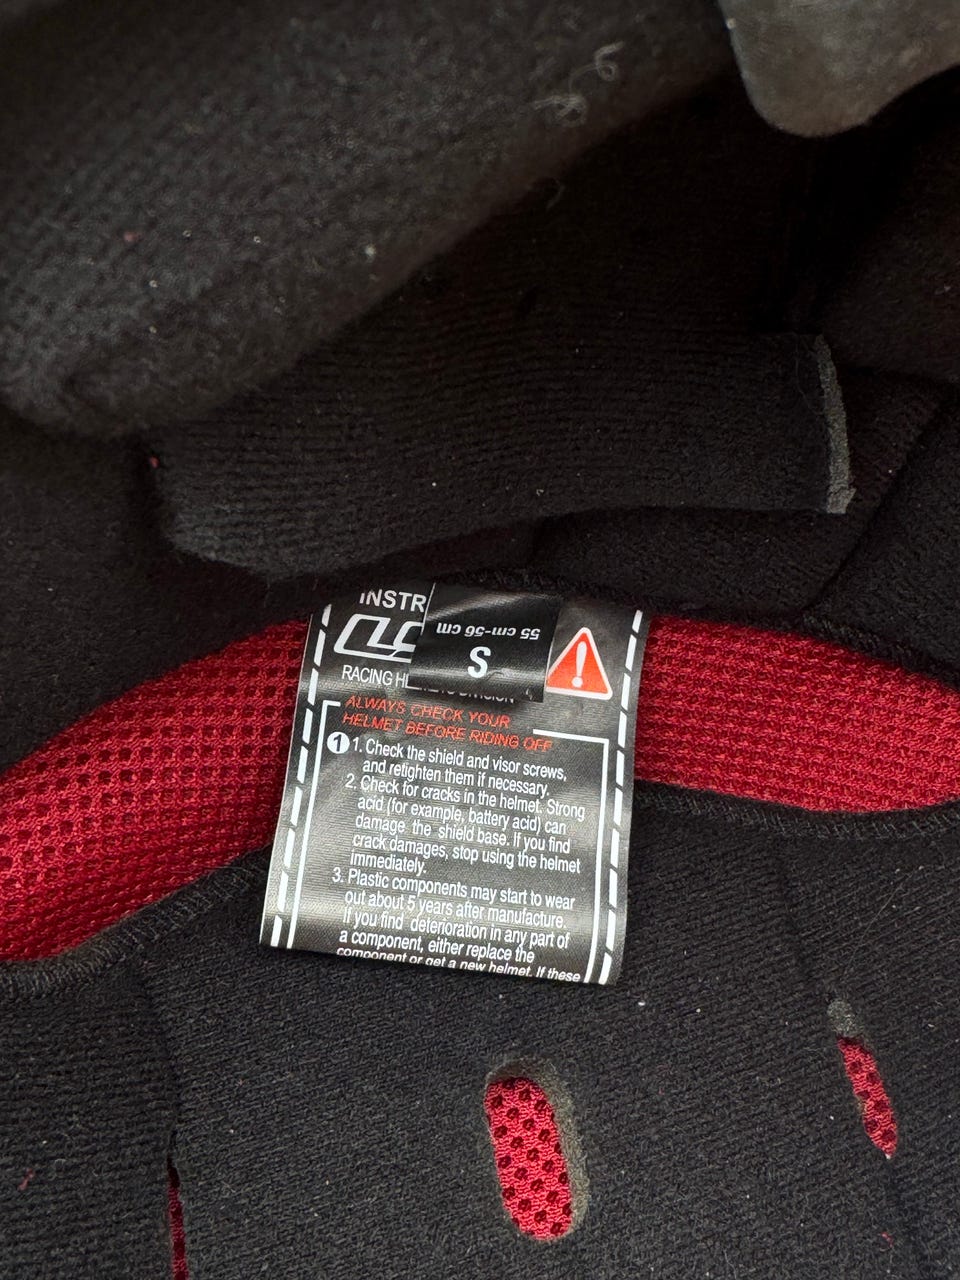 INSTR
55 cm-56 cm
S
RACING
ALWAYS CHECK YOUR
HELMET BEFORE RIDING OFF
1 1. Check the shield and visor screws,
and retighten them if necessary.
2. Check for cracks in the helmet. Strong
acid (for example, battery acid) can
damage the shield base. If you find
crack damages, stop using the helmet
immediately.
3. Plastic components may start to wear
out about 5 years after manufacture.
If you find deterioration in any part of
a component, either replace the
component or get a new helmet. If these